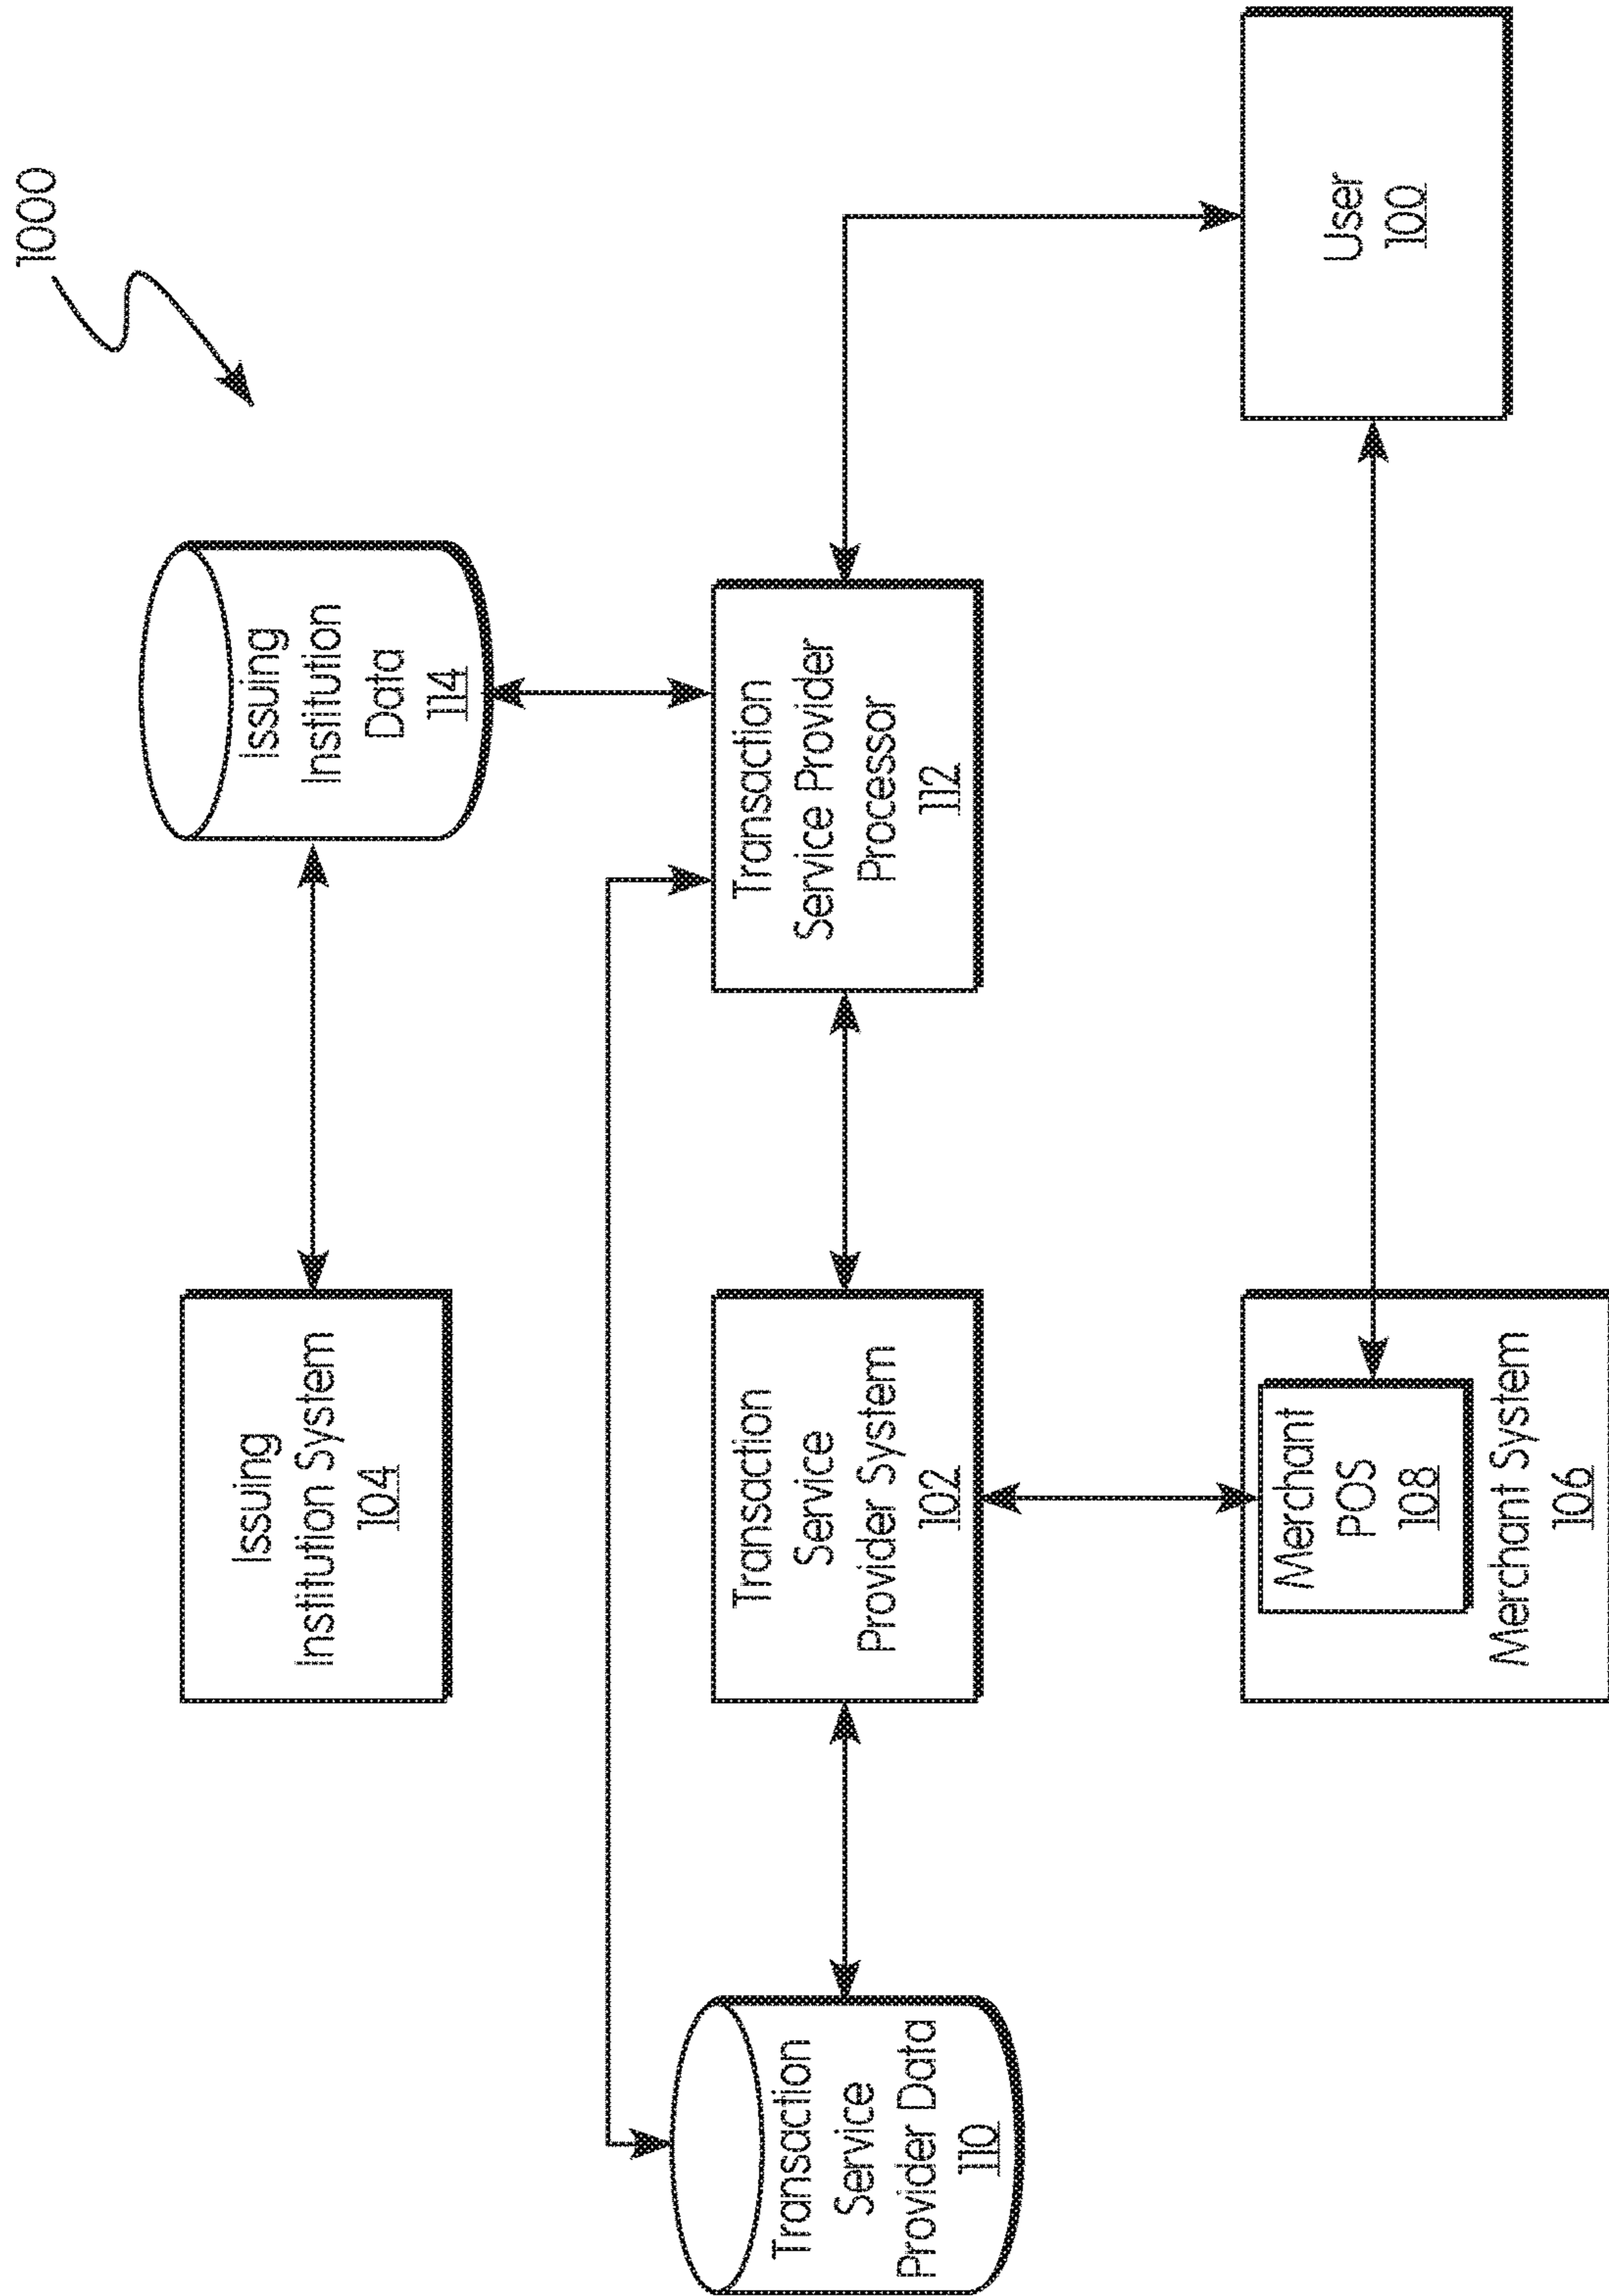 1000
Issuing
Institution System
104
Issuing
Institution
Data
114
Transaction
Service
Provider Data
110
Transaction
Service
Provider System
102
Transaction
Service Provider
Processor
112
Merchant
POS
108
Merchant System
106
User
100